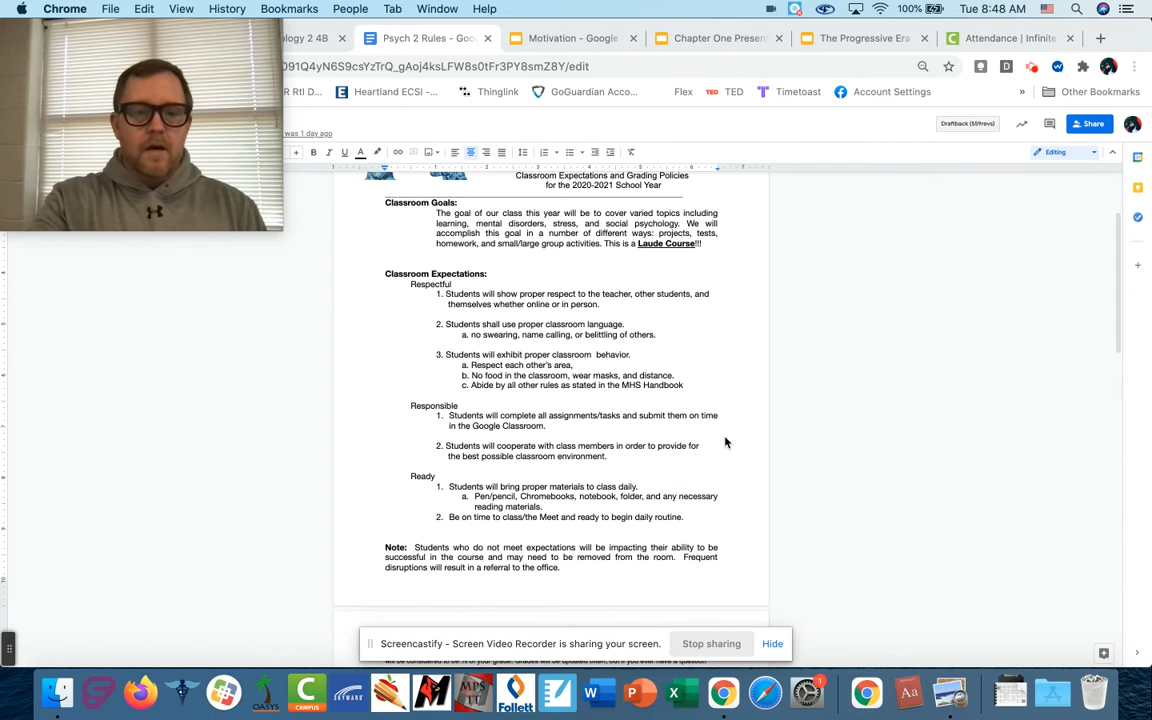 Chrome File Edit View History Bookmarks People Tab Window Help 100% Tue 8:48 AM
ology 2 4B Psych 2 Rules - Goo Motivation - Google Chapter One Present The Progressive Era Attendance | Infinite
091Q4yN6S9csYzTrQ_gAoj4ksLFW8s0tFr3PY8smZ8Y/edit
R RtI D... Heartland ECSI -... Thinglink GoGuardian Acco... Flex TED TED Timetoast Account Settings » Other Bookmarks
was 1 day ago Draftback (559revs) Share
B I U A Editing
Classroom Expectations and Grading Policies
for the 2020-2021 School Year
Classroom Goals:
The goal of our class this year will be to cover varied topics including
learning, mental disorders, stress, and social psychology. We will
accomplish this goal in a number of different ways: projects, tests,
homework, and small/large group activities. This is a Laude Course!!!
Classroom Expectations:
Respectful
1. Students will show proper respect to the teacher, other students, and
themselves whether online or in person.
2. Students shall use proper classroom language.
a. no swearing, name calling, or belittling of others.
3. Students will exhibit proper classroom behavior.
a. Respect each other's area,
b. No food in the classroom, wear masks, and distance.
c. Abide by all other rules as stated in the MHS Handbook
Responsible
1. Students will complete all assignments/tasks and submit them on time
in the Google Classroom.
2. Students will cooperate with class members in order to provide for
the best possible classroom environment.
Ready
1. Students will bring proper materials to class daily.
a. Pen/pencil, Chromebooks, notebook, folder, and any necessary
reading materials.
2. Be on time to class/the Meet and ready to begin daily routine.
Note: Students who do not meet expectations will be impacting their ability to be
successful in the course and may need to be removed from the room. Frequent
disruptions will result in a referral to the office.
Screencastify - Screen Video Recorder is sharing your screen. Stop sharing Hide
OASYS C CAMPUS SKYWARD M MPS Follett W P X Aa 1